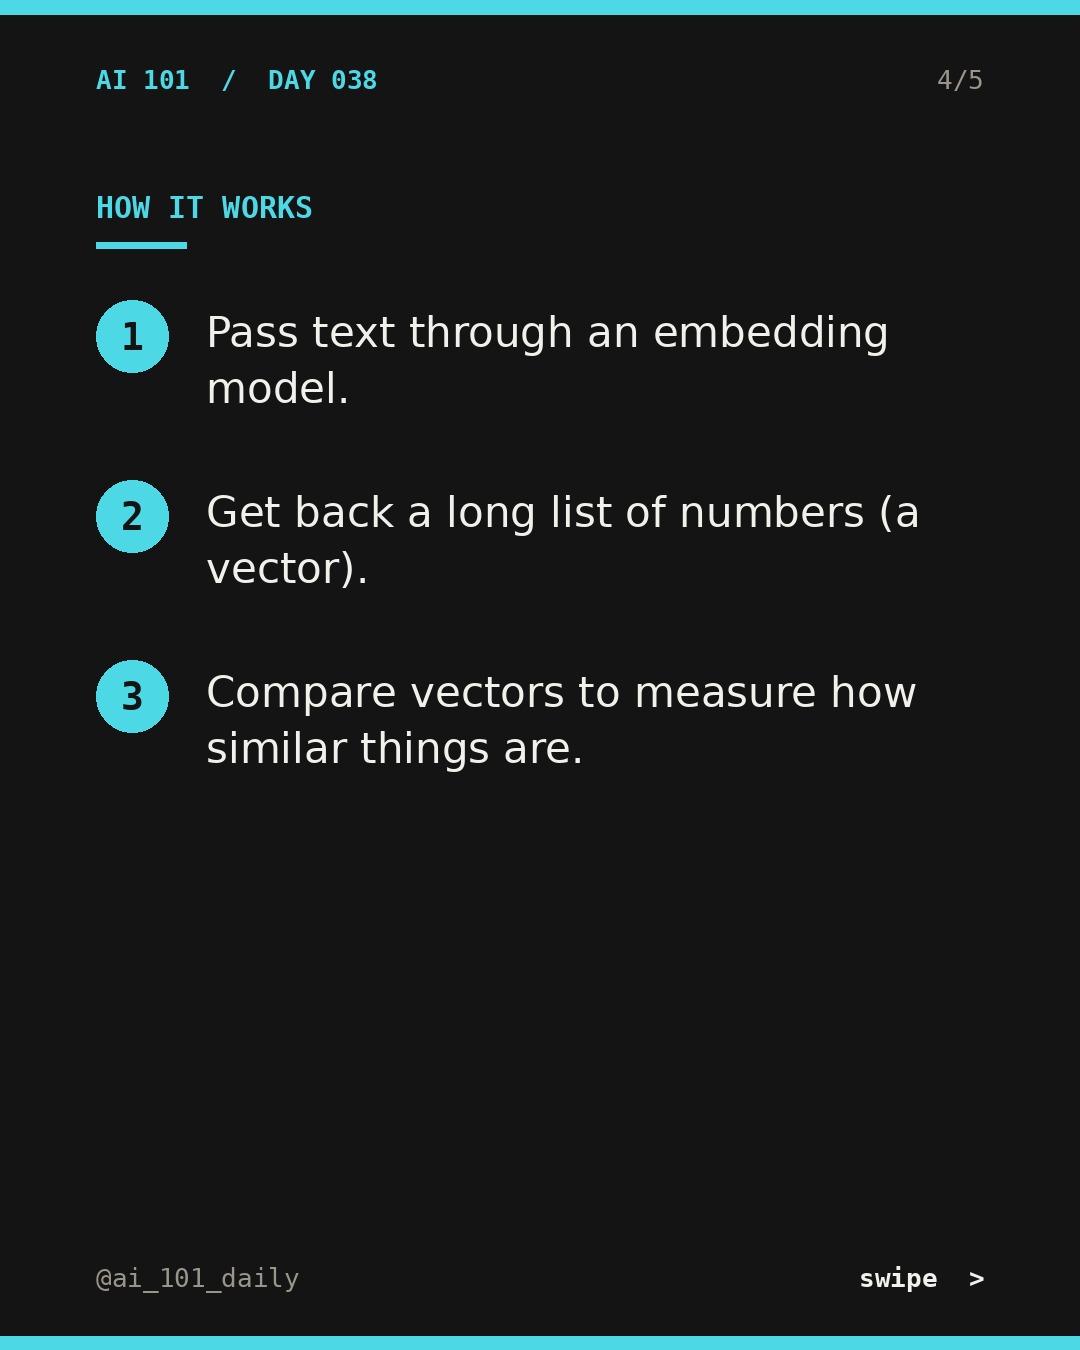 AI 101 / DAY 038
4/5
HOW IT WORKS
1 Pass text through an embedding
model.
2 Get back a long list of numbers (a
vector).
3 Compare vectors to measure how
similar things are.
@ai_101_daily
swipe >